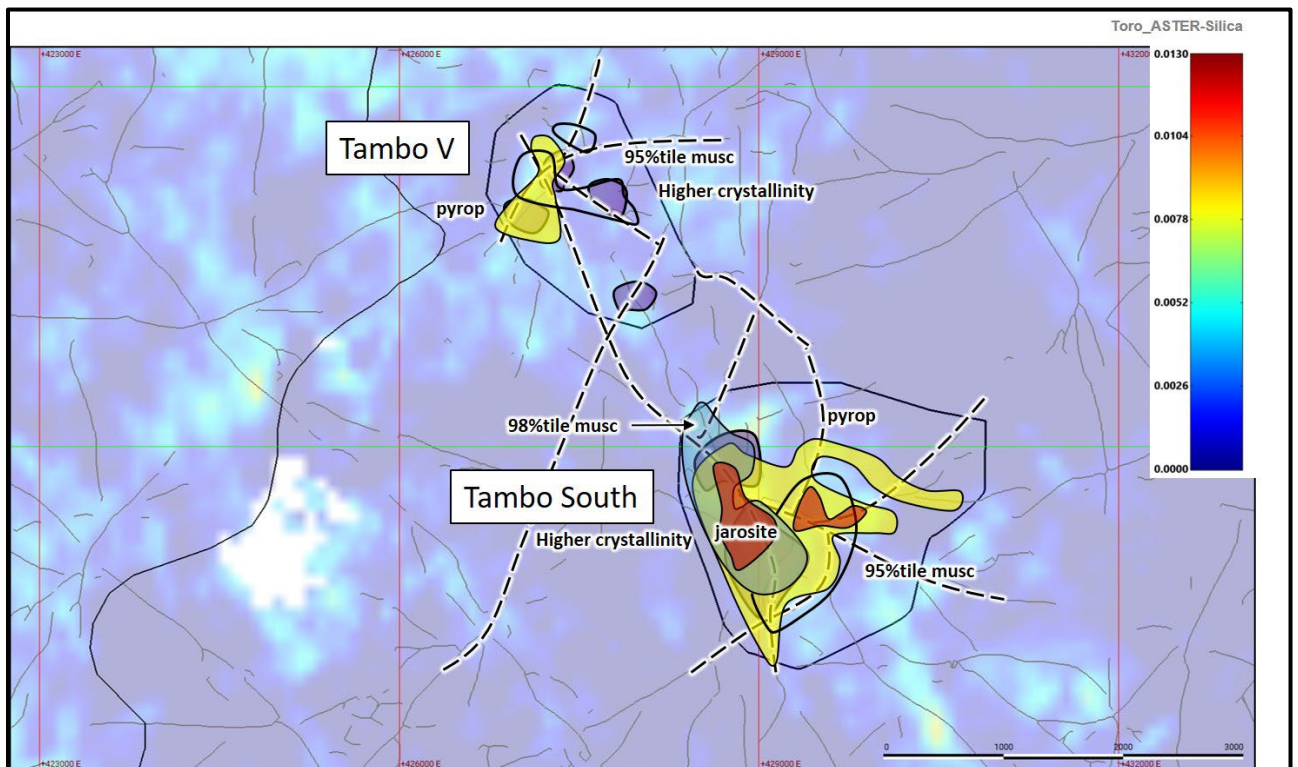 Toro_ASTER-Silica
+423000 E
+426000 E
+429000 E
+43200
0.0130
0.0104
0.0078
0.0052
0.0026
0.0000
Tambo V
95%tile musc
Higher crystallinity
pyrop
98%tile musc
pyrop
Tambo South
Higher crystallinity
jarosite
95%tile musc
0
1000
2000
3000
+423000 E
+426000 E
+429000 E
+432000 E